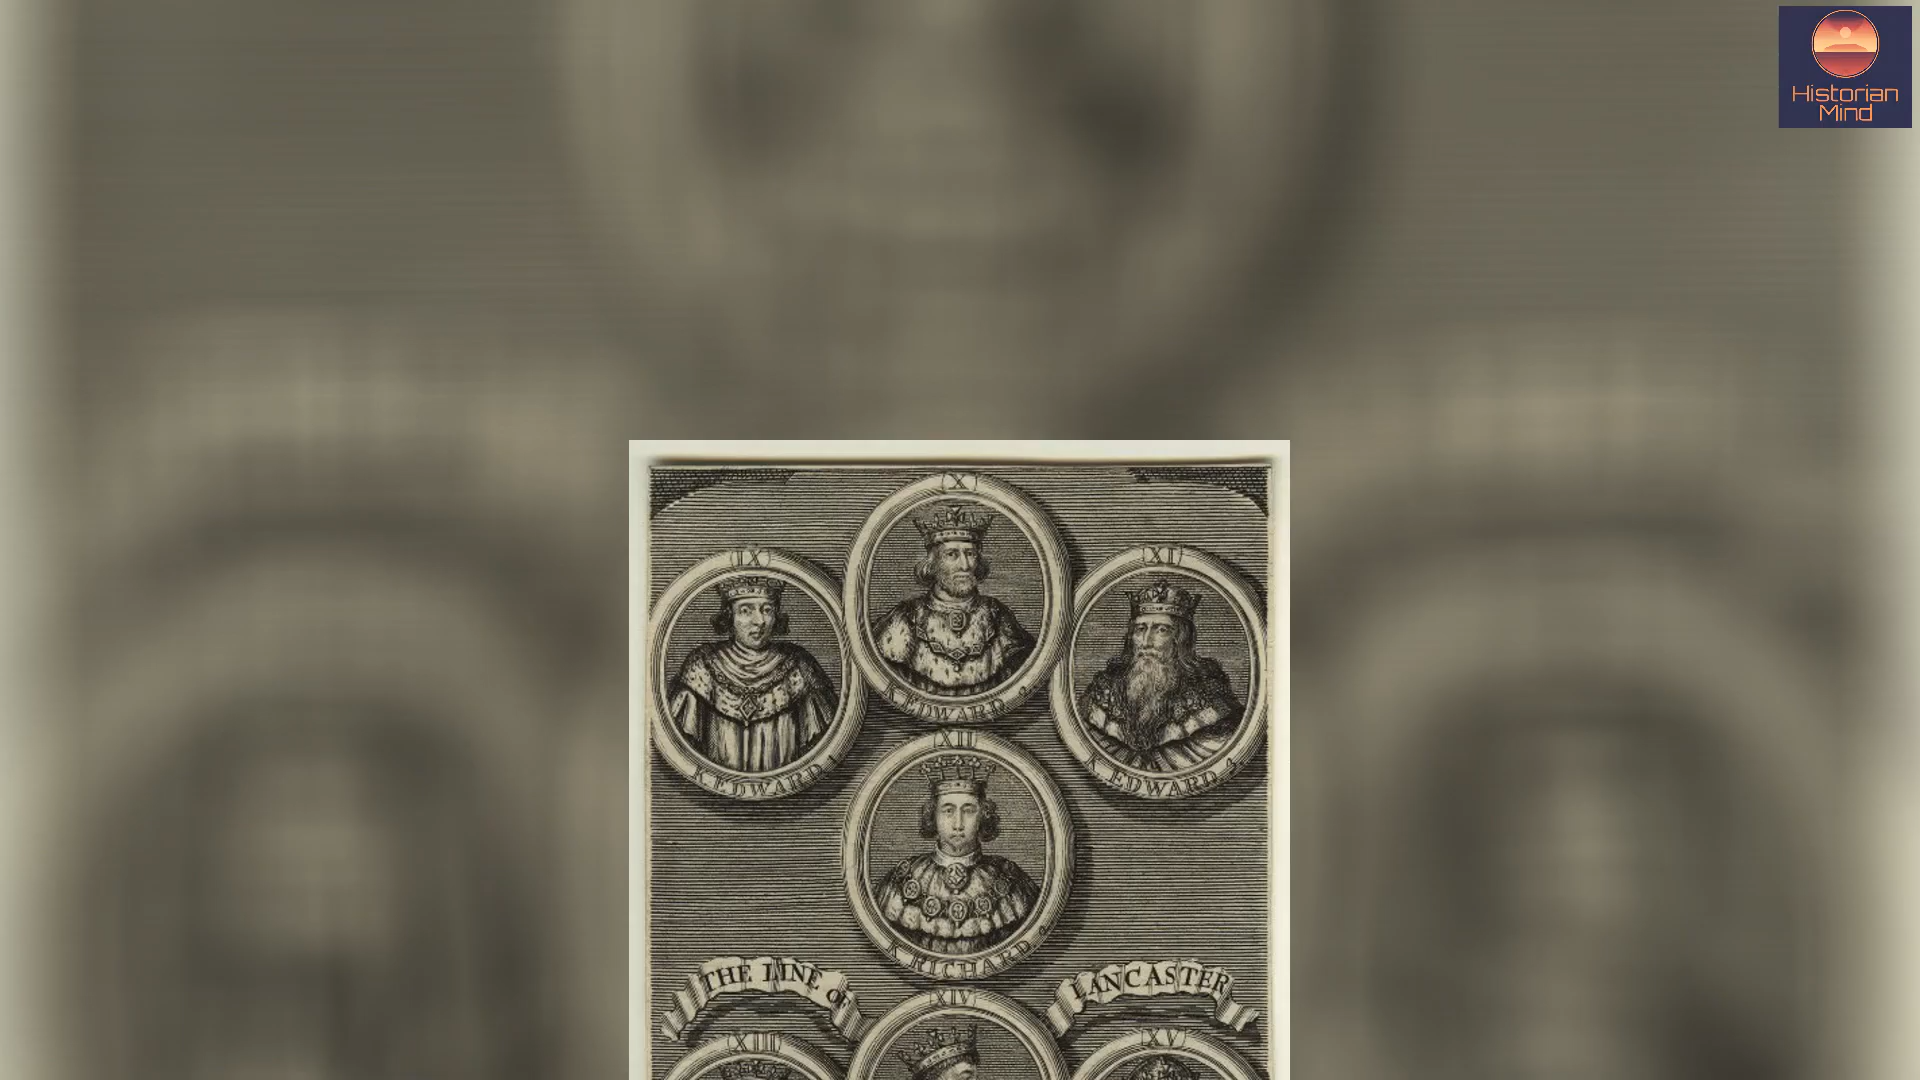 Historian
Mind
(X)
(IX)
(XI)
K EDWARD 2
K EDWARD 1
K. EDWARD 3.
(XII)
K RICHARD 2
THE LINE OF
LANCASTER
(XIV)
(XIII)
(XV)